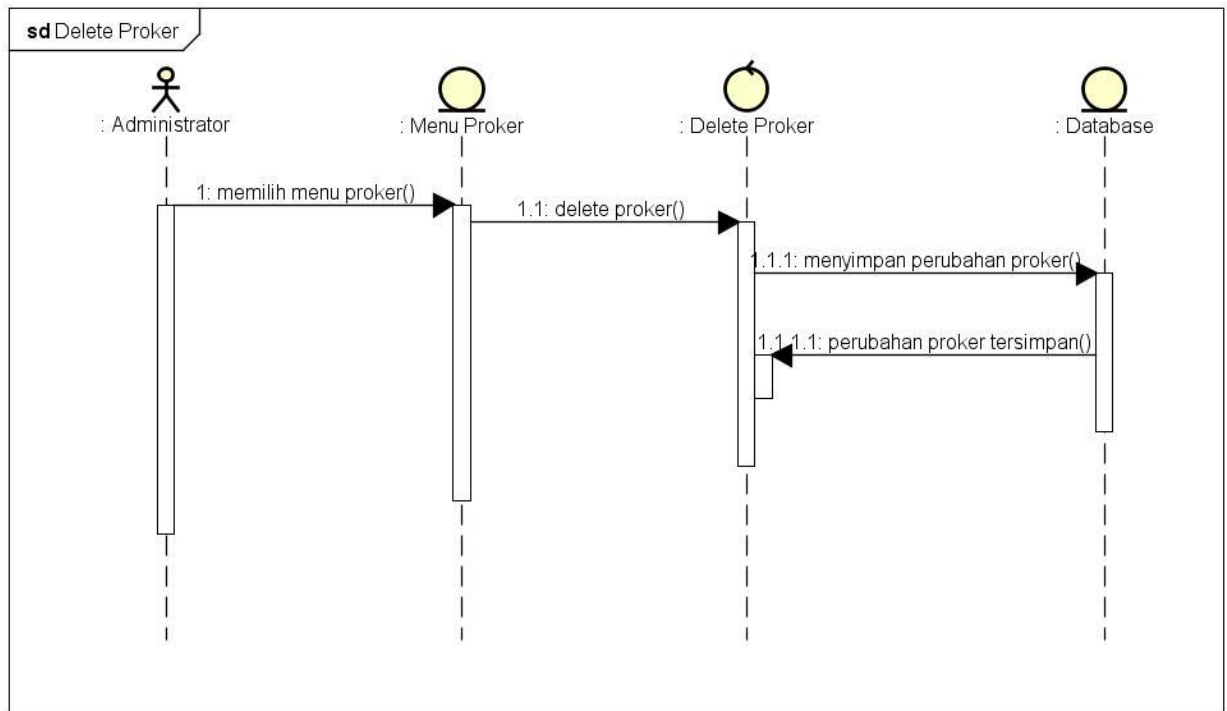 sd Delete Proker
: Administrator
: Menu Proker
: Delete Proker
: Database
1: memilih menu proker()
1.1: delete proker()
1.1.1: menyimpan perubahan proker()
1.1.1.1: perubahan proker tersimpan()